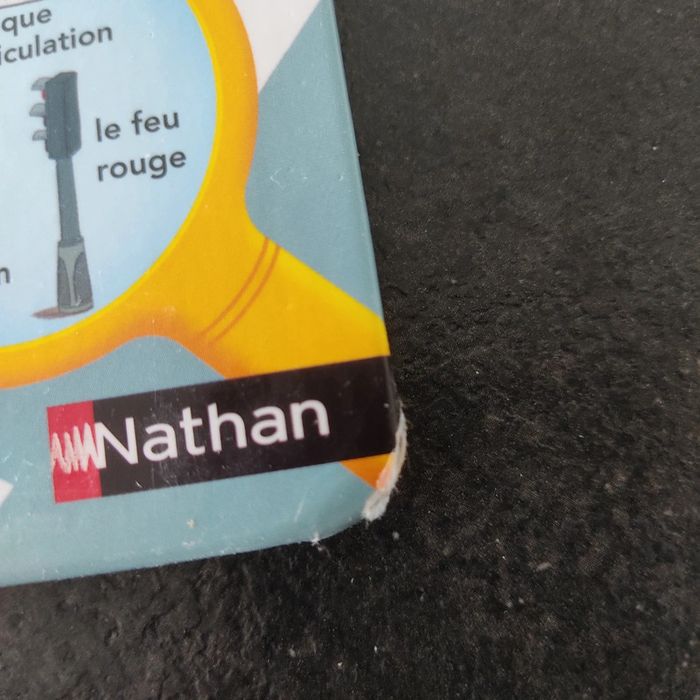 que
iculation
le feu
rouge
n
Nathan